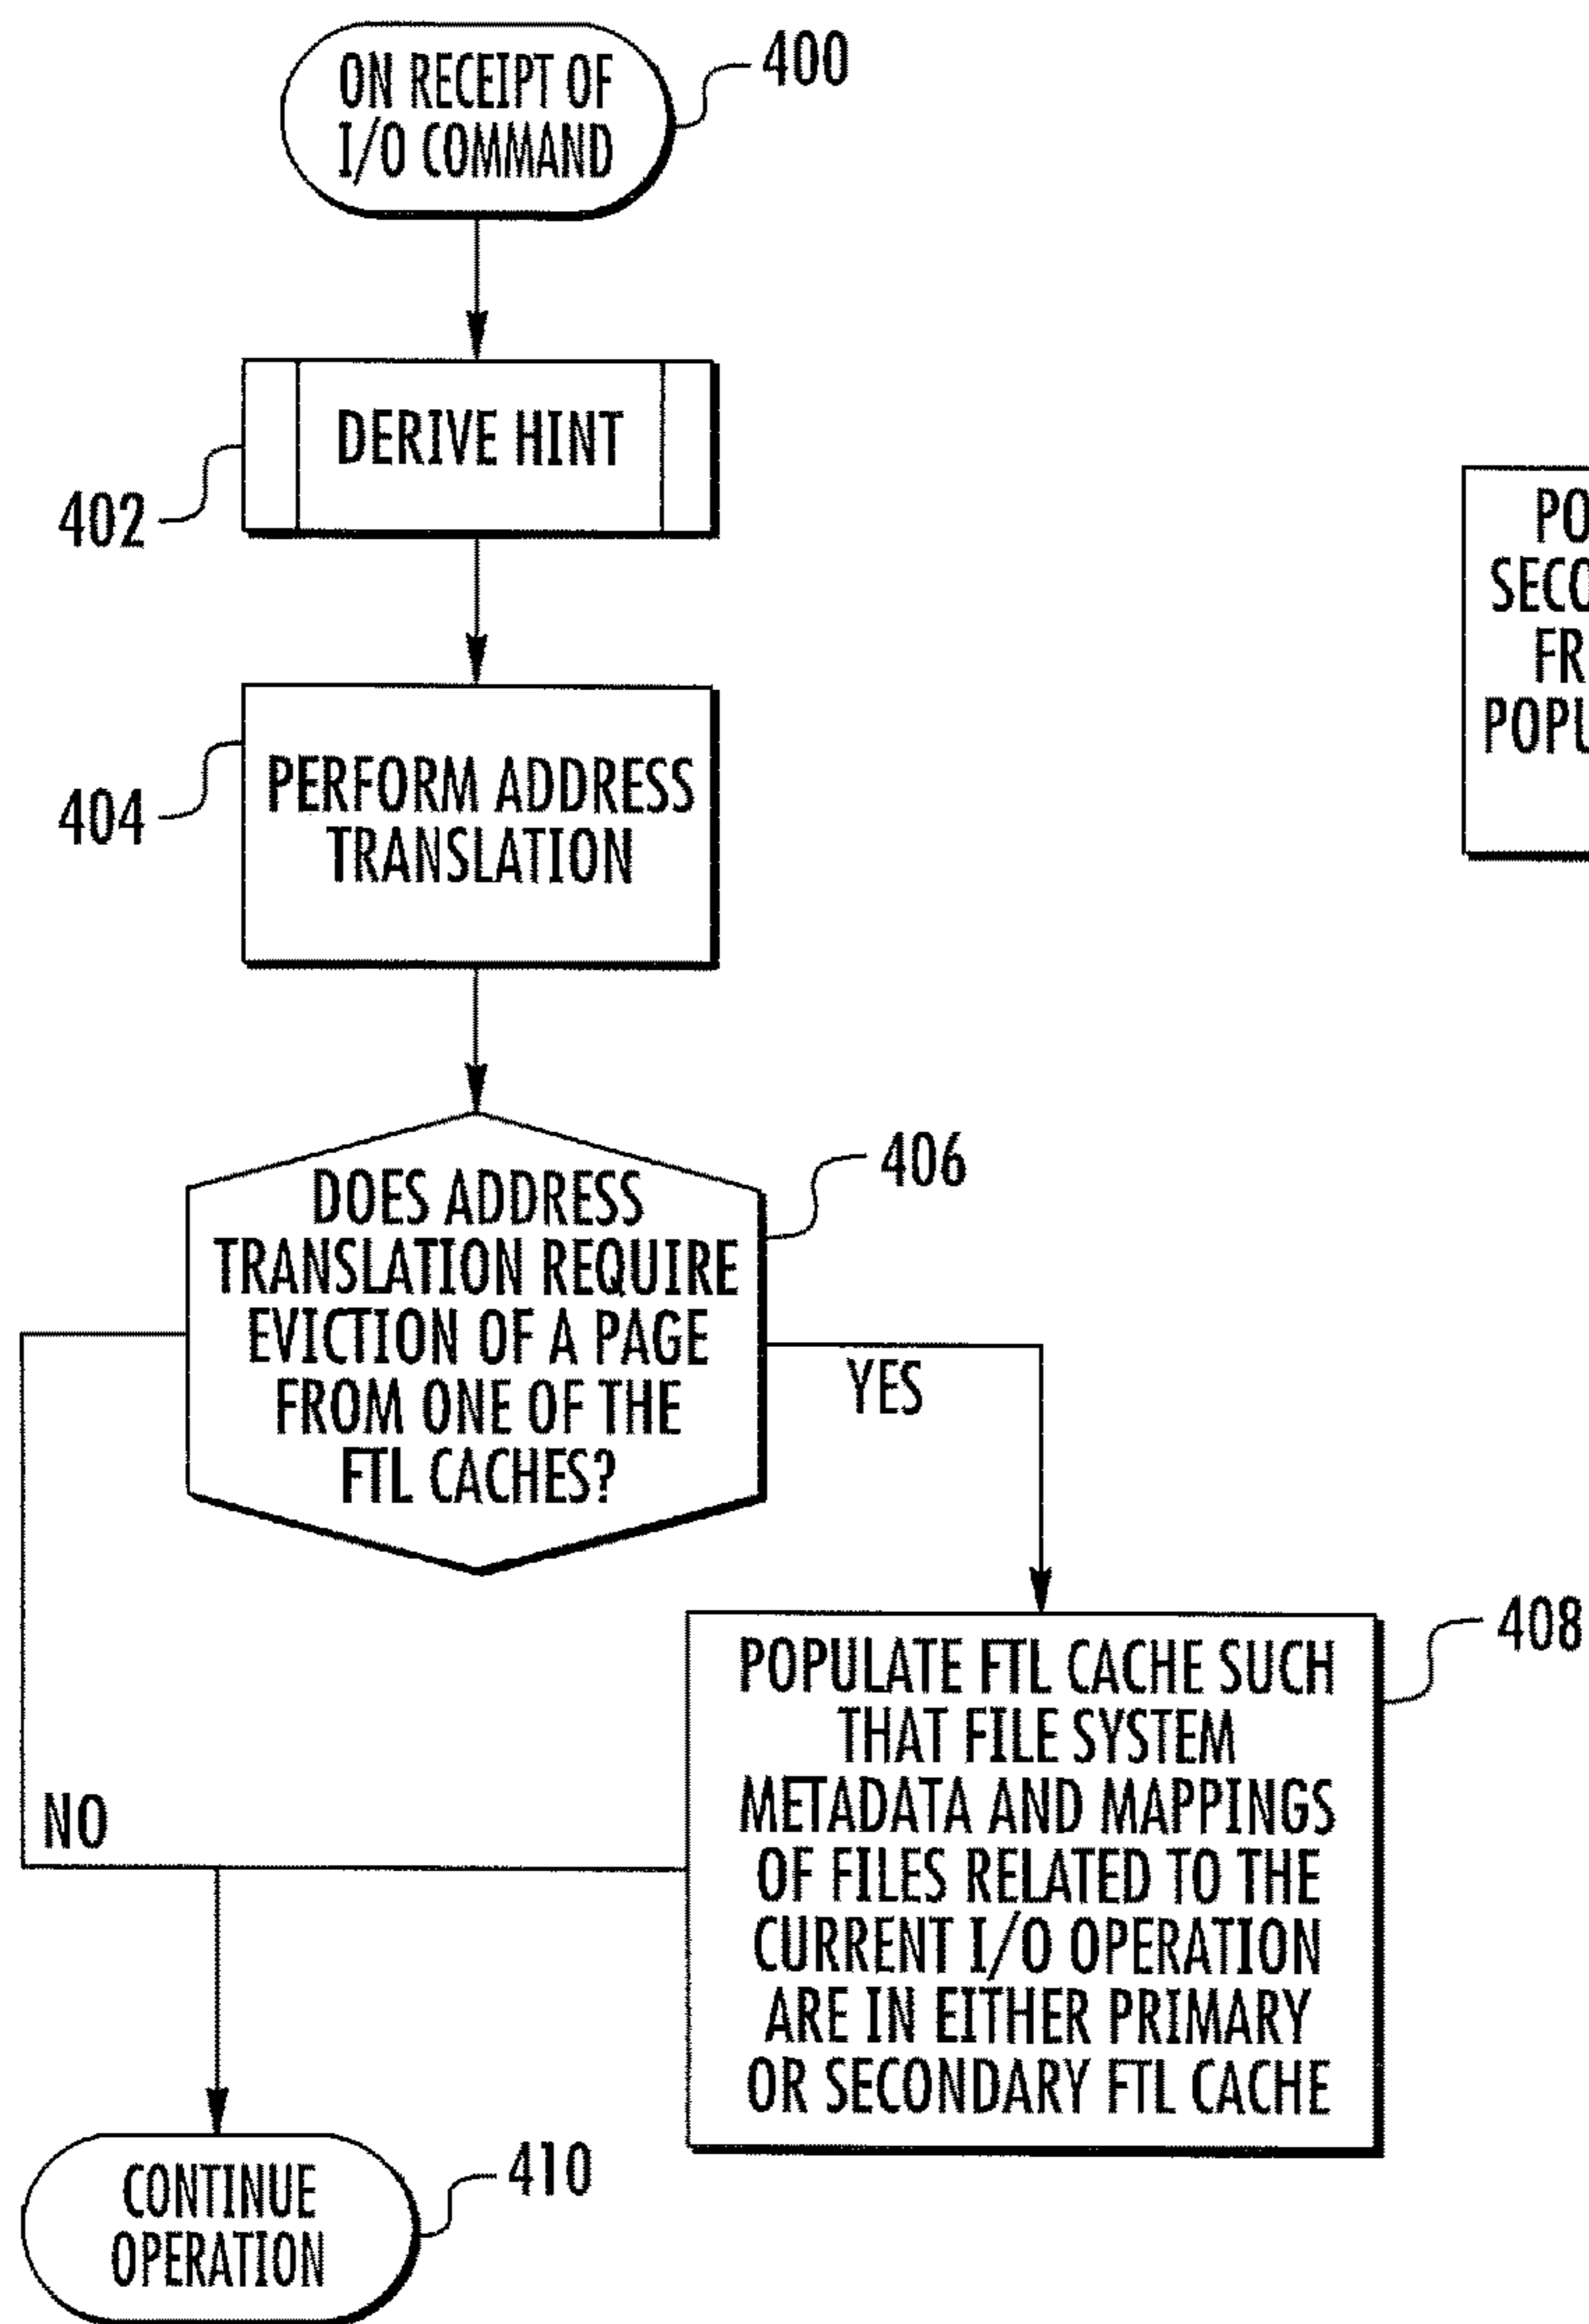 ON RECEIPT OF
I/O COMMAND
400
DERIVE HINT
402
PERFORM ADDRESS
TRANSLATION
404
DOES ADDRESS
TRANSLATION REQUIRE
EVICTION OF A PAGE
FROM ONE OF THE
FTL CACHES?
406
YES
NO
POPULATE FTL CACHE SUCH
THAT FILE SYSTEM
METADATA AND MAPPINGS
OF FILES RELATED TO THE
CURRENT I/O OPERATION
ARE IN EITHER PRIMARY
OR SECONDARY FTL CACHE
408
CONTINUE
OPERATION
410